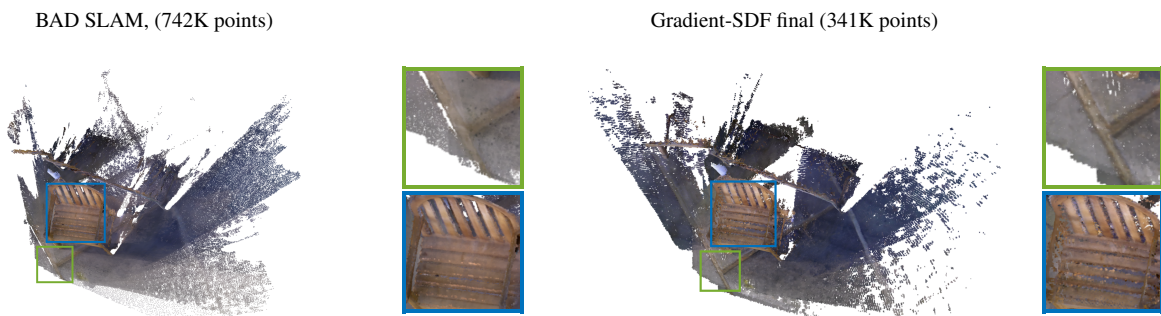 BAD SLAM, (742K points)
Gradient-SDF final (341K points)